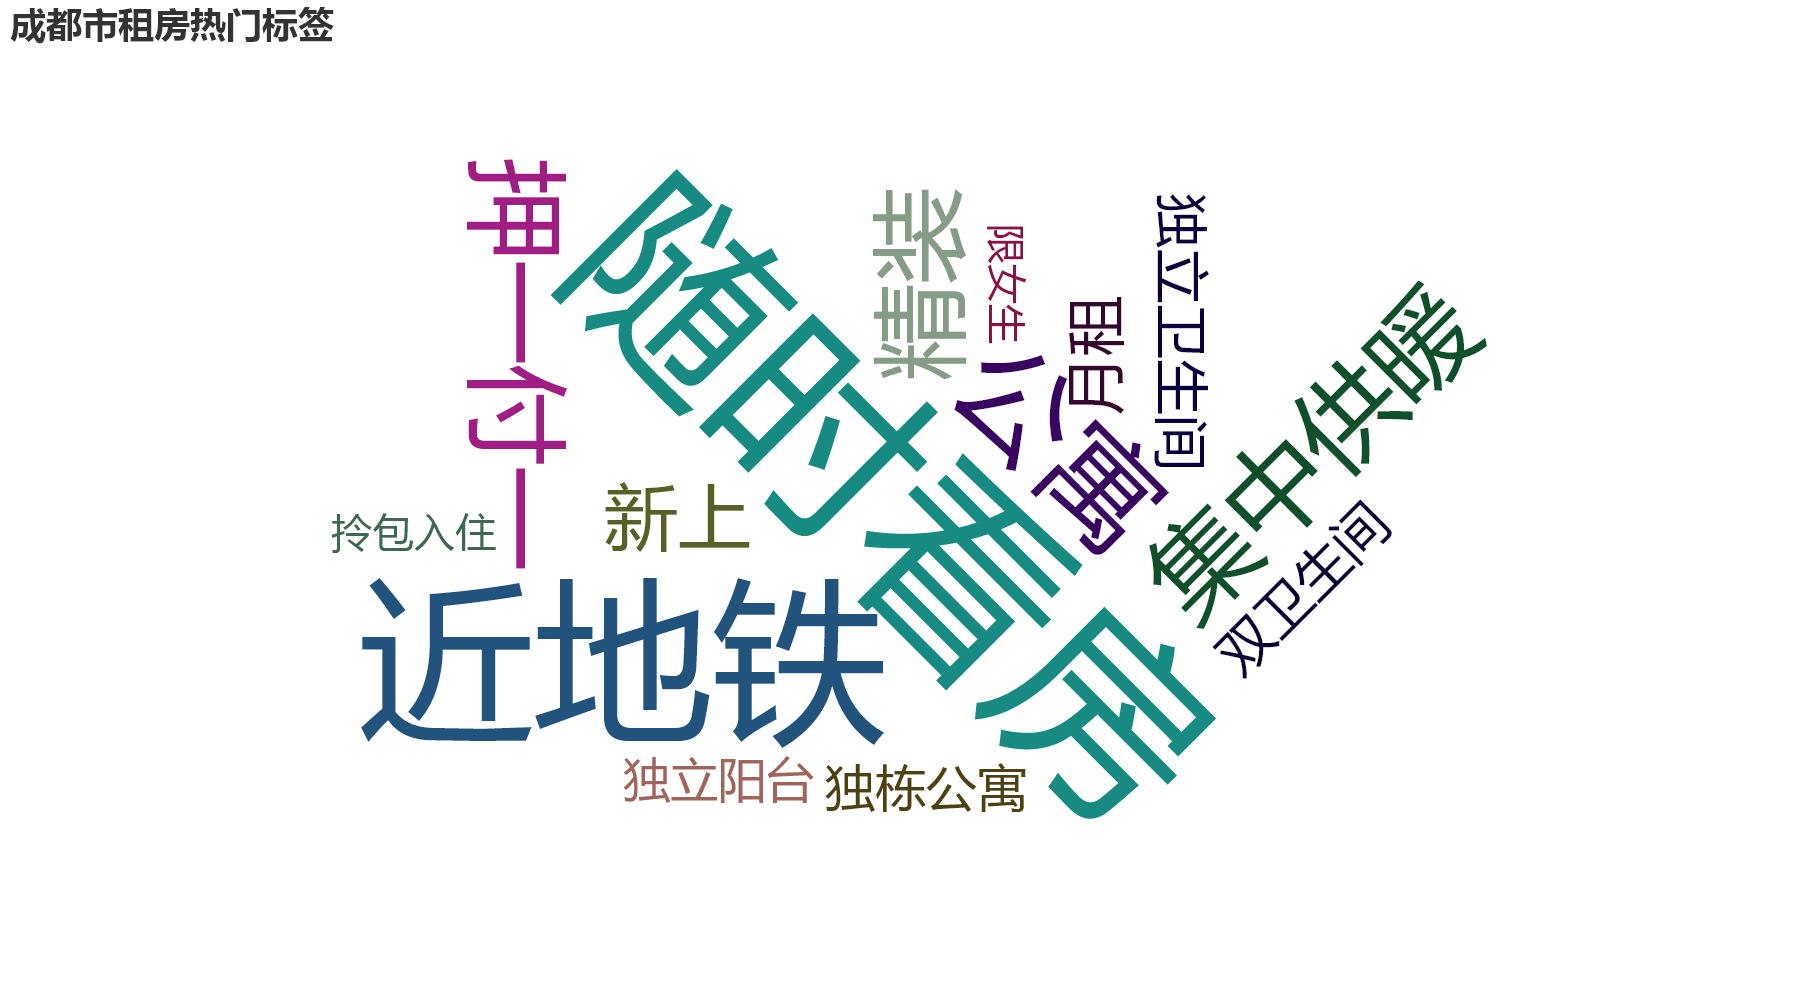 成都市租房热门标签
押一付一
随时看房
精装
限女生
公寓
月租
独立卫生间
集中供暖
双卫生间
新上
拎包入住
近地铁
独立阳台
独栋公寓